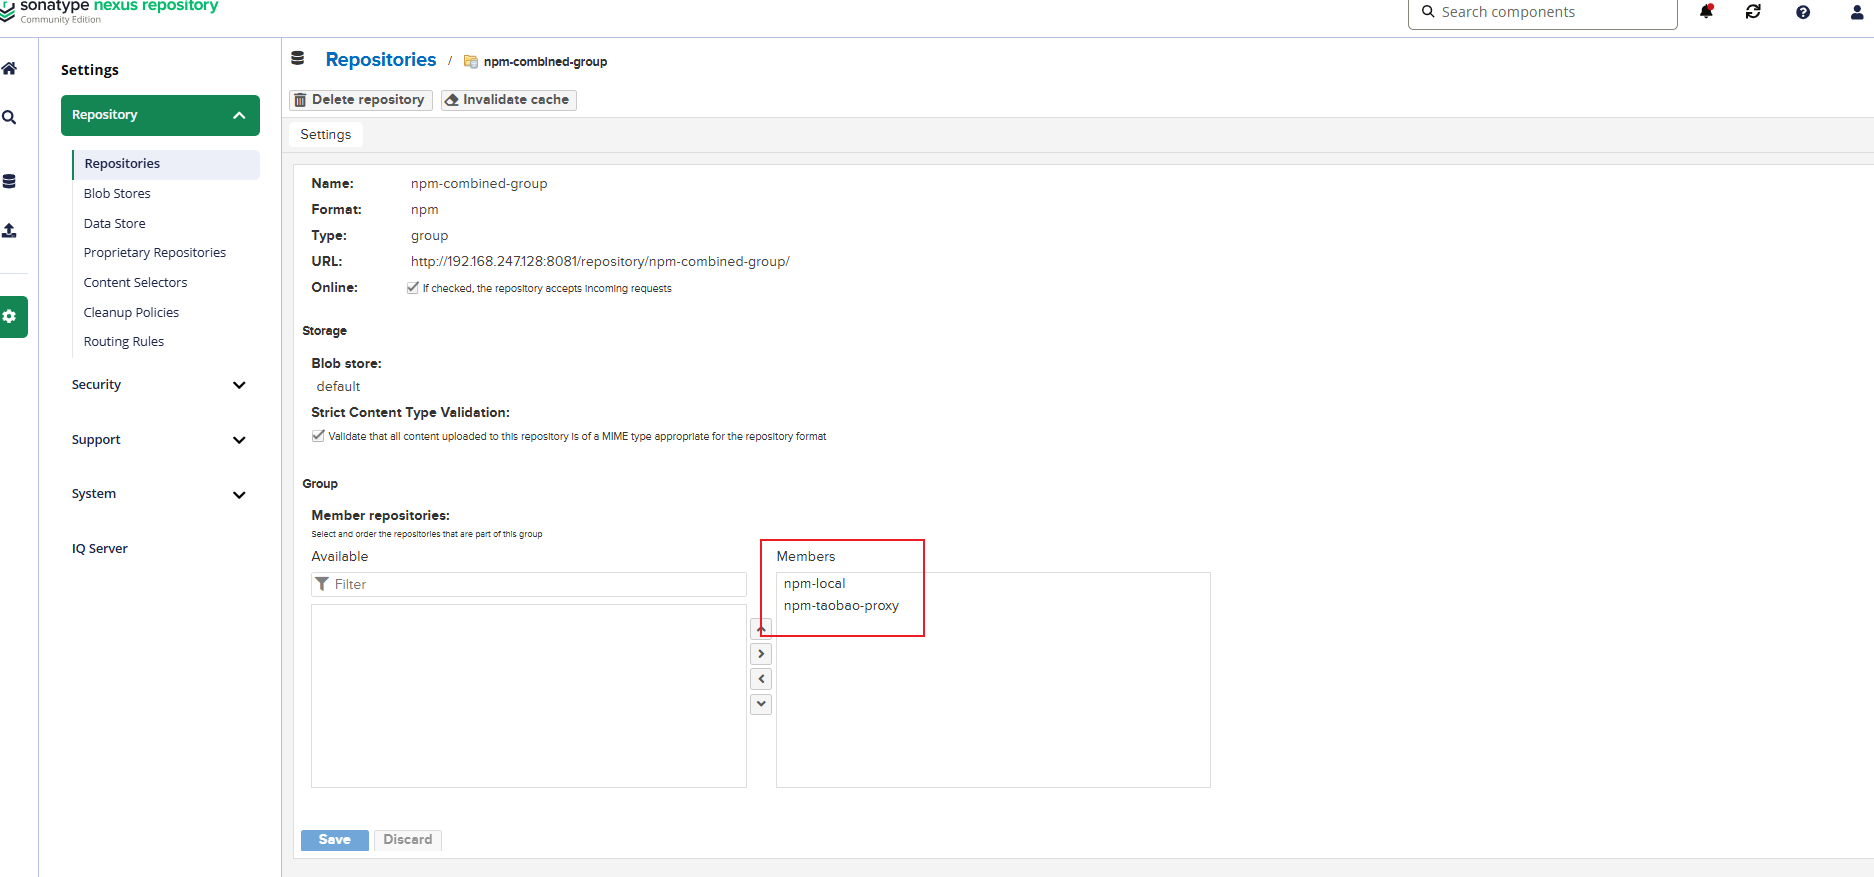 sonatype nexus repository
Community Edition
Search components
Settings
Repository
Repositories
Blob Stores
Data Store
Proprietary Repositories
Content Selectors
Cleanup Policies
Routing Rules
Security
Support
System
IQ Server
Repositories / npm-combined-group
Delete repository Invalidate cache
Settings
Name: npm-combined-group
Format: npm
Type: group
URL: http://192.168.247.128:8081/repository/npm-combined-group/
Online: If checked, the repository accepts incoming requests
Storage
Blob store:
default
Strict Content Type Validation:
Validate that all content uploaded to this repository is of a MIME type appropriate for the repository format
Group
Member repositories:
Select and order the repositories that are part of this group
Available
Filter
Members
npm-local
npm-taobao-proxy
Save Discard